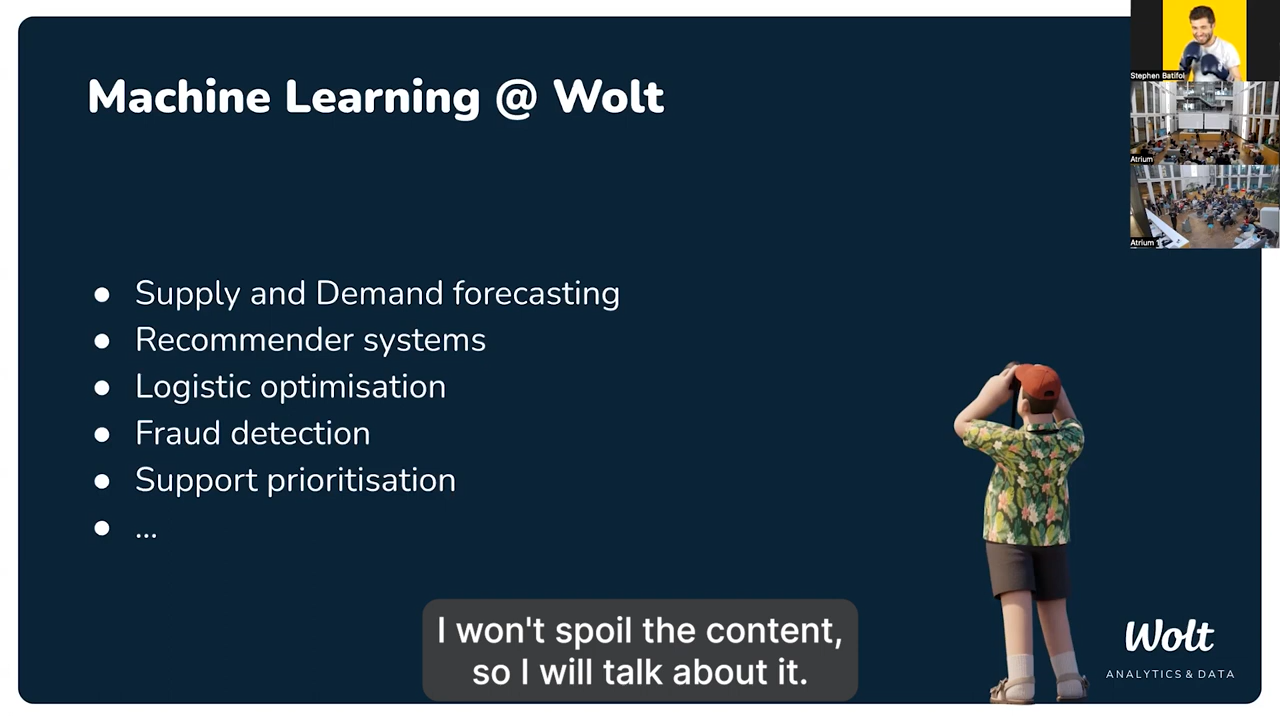 Machine Learning @ Wolt
Stephen Batifol
Atrium
Atrium 1
● Supply and Demand forecasting
● Recommender systems
● Logistic optimisation
● Fraud detection
● Support prioritisation
● ...
I won't spoil the content,
so I will talk about it.
Wolt
ANALYTICS & DATA